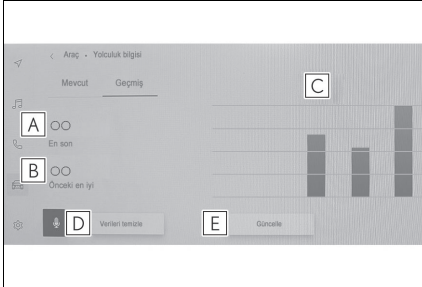 Araç - Yolculuk bilgisi
Mevcut Geçmiş
C
A OO
En son
B OO
Önceki en iyi
D Verileri temizle
E Güncelle